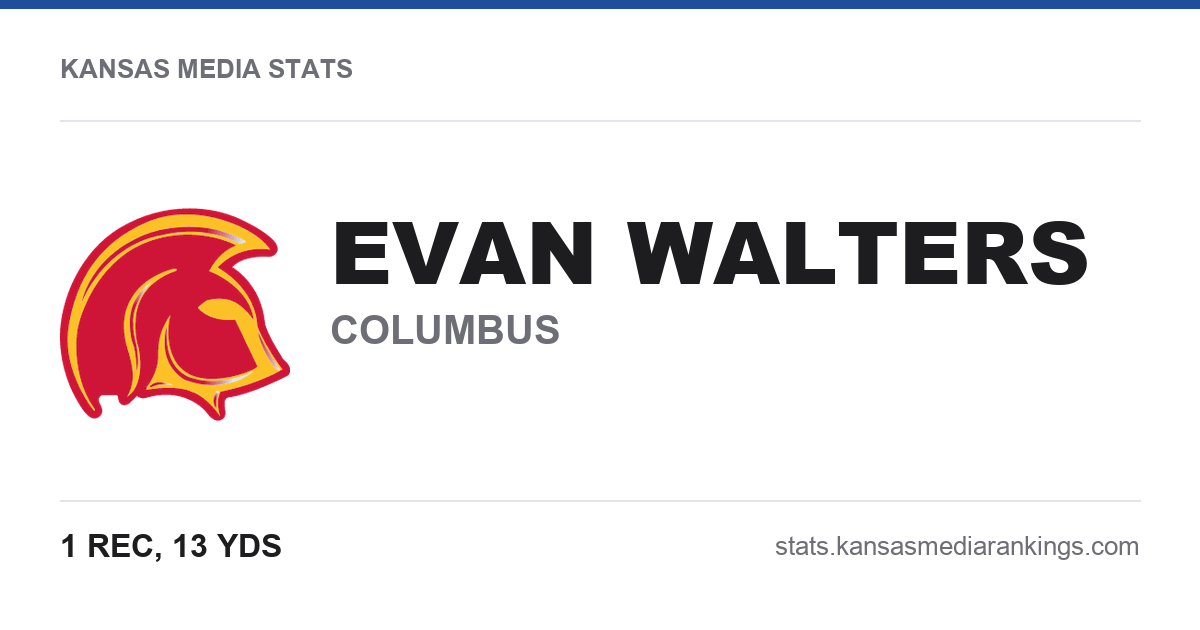 KANSAS MEDIA STATS
EVAN WALTERS
COLUMBUS
1 REC, 13 YDS
stats.kansasmediarankings.com